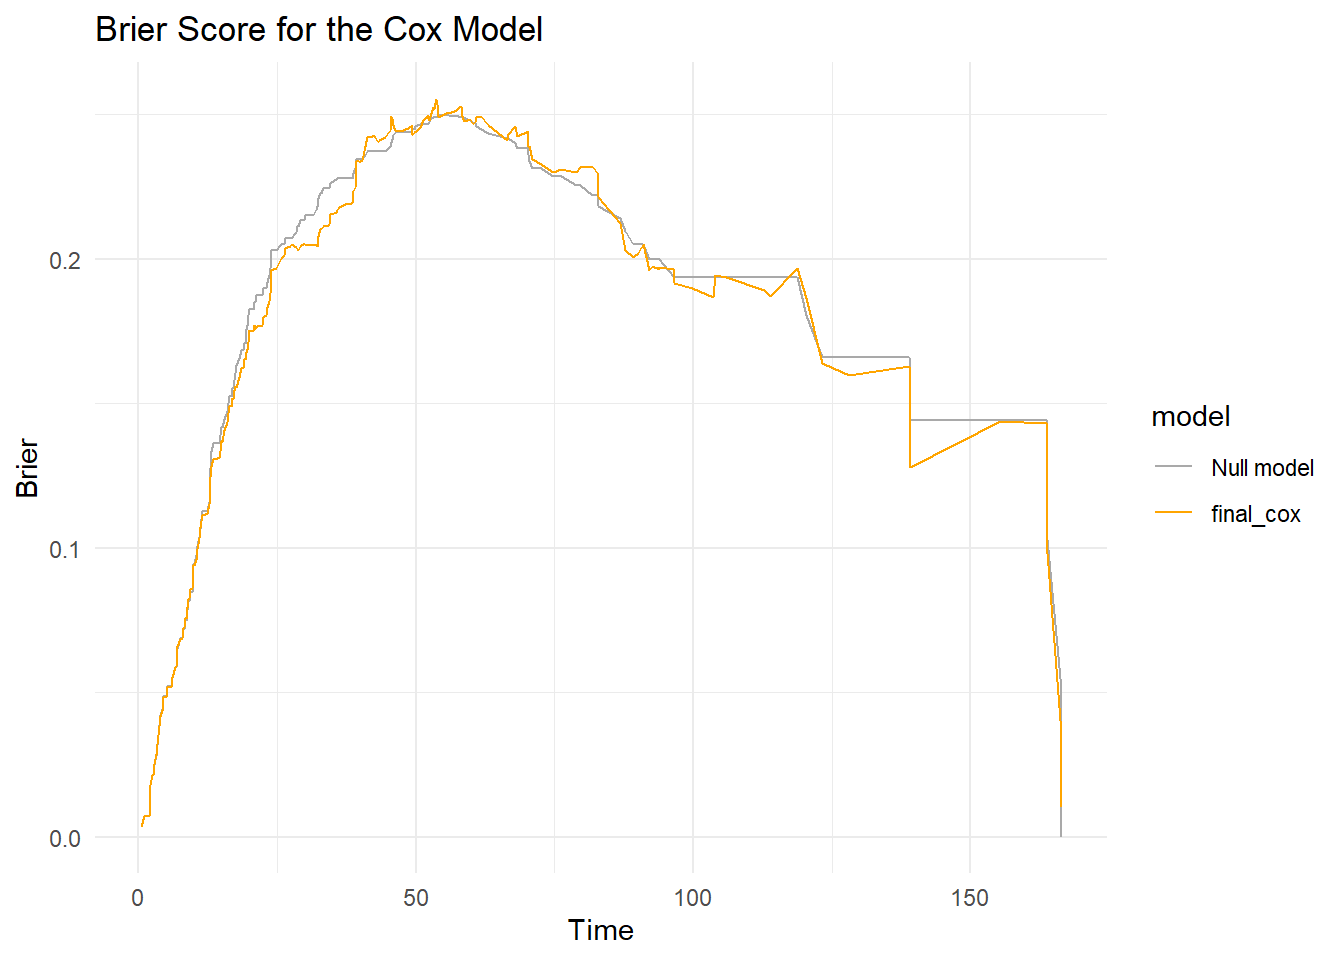 Brier Score for the Cox Model
Brier
0.2
0.1
0.0
0
50
100
150
Time
model
Null model
final_cox